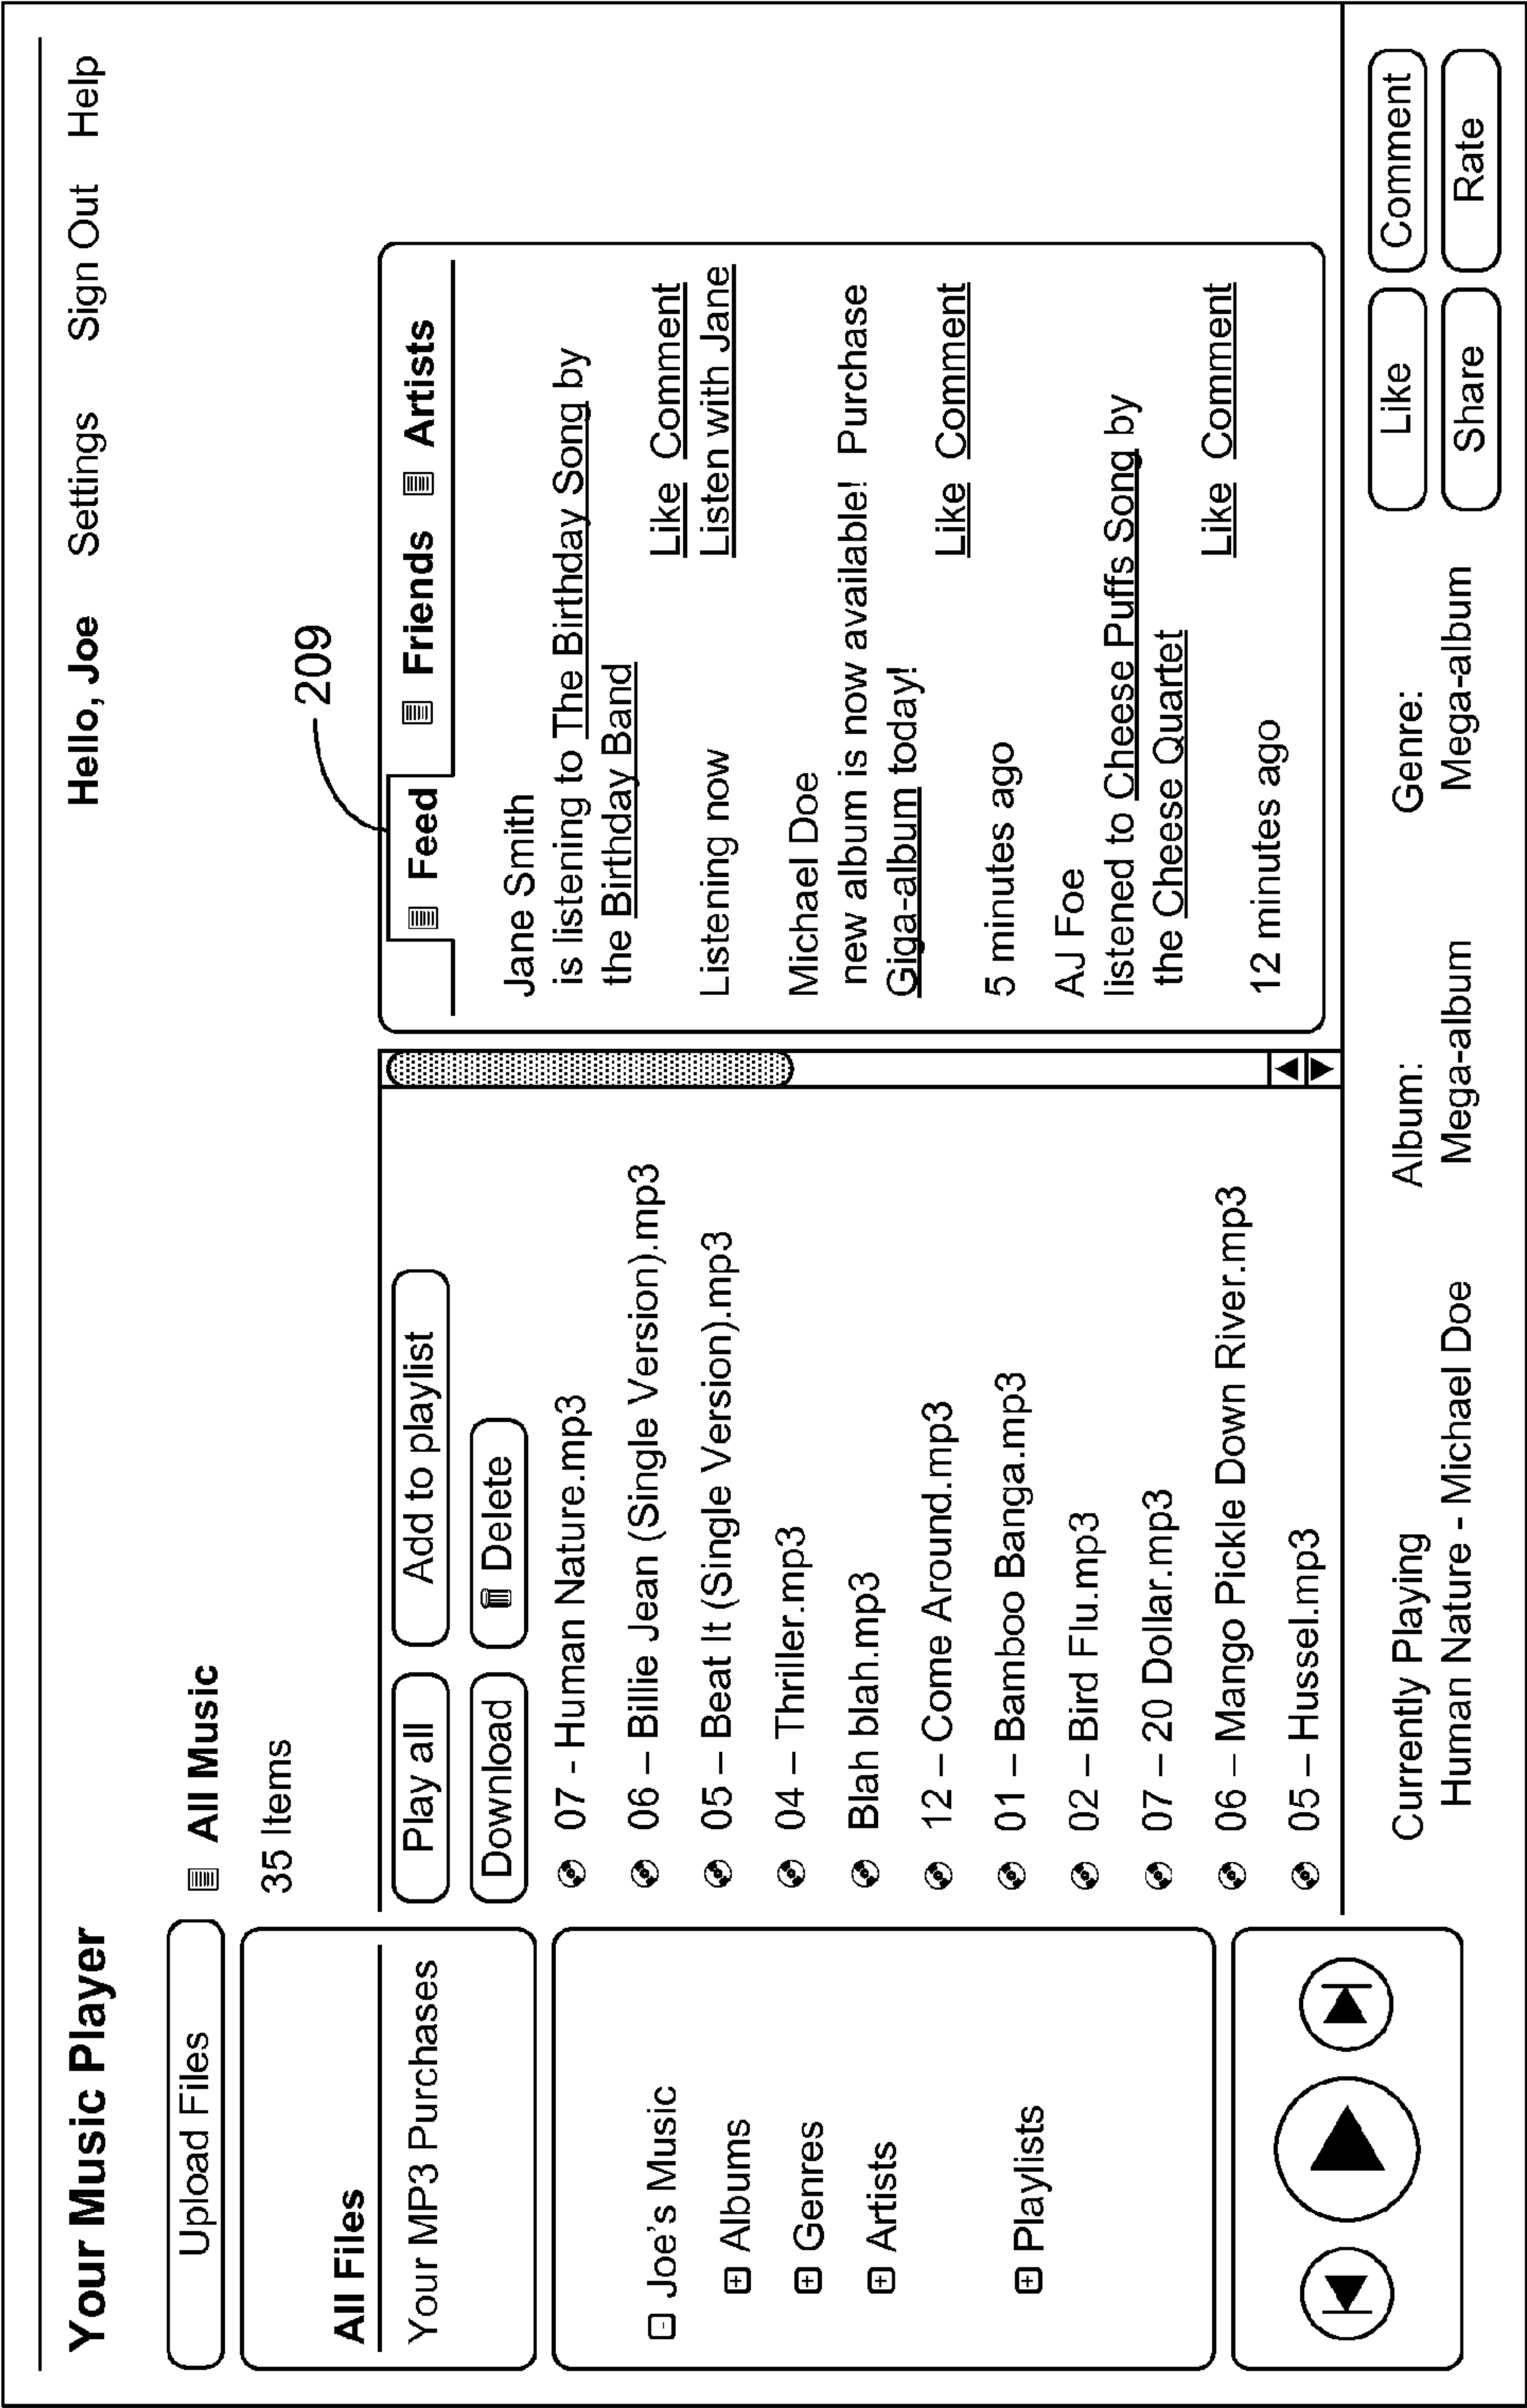 Your Music Player
Hello, Joe Settings Sign Out Help
Upload Files
All Music
35 Items
All Files
Your MP3 Purchases
- Joe's Music
+ Albums
+ Genres
+ Artists
+ Playlists
Play all Add to playlist
Download Delete
07 - Human Nature.mp3
06 – Billie Jean (Single Version).mp3
05 – Beat It (Single Version).mp3
04 – Thriller.mp3
Blah blah.mp3
12 – Come Around.mp3
01 – Bamboo Banga.mp3
02 – Bird Flu.mp3
07 – 20 Dollar.mp3
06 – Mango Pickle Down River.mp3
05 – Hussel.mp3
209
Feed Friends Artists
Jane Smith
is listening to The Birthday Song by
the Birthday Band
Like Comment
Listening now Listen with Jane
Michael Doe
new album is now available! Purchase
Giga-album today!
Like Comment
5 minutes ago
AJ Foe
listened to Cheese Puffs Song by
the Cheese Quartet
Like Comment
12 minutes ago
Currently Playing Album: Genre:
Human Nature - Michael Doe Mega-album Mega-album
Like Comment
Share Rate